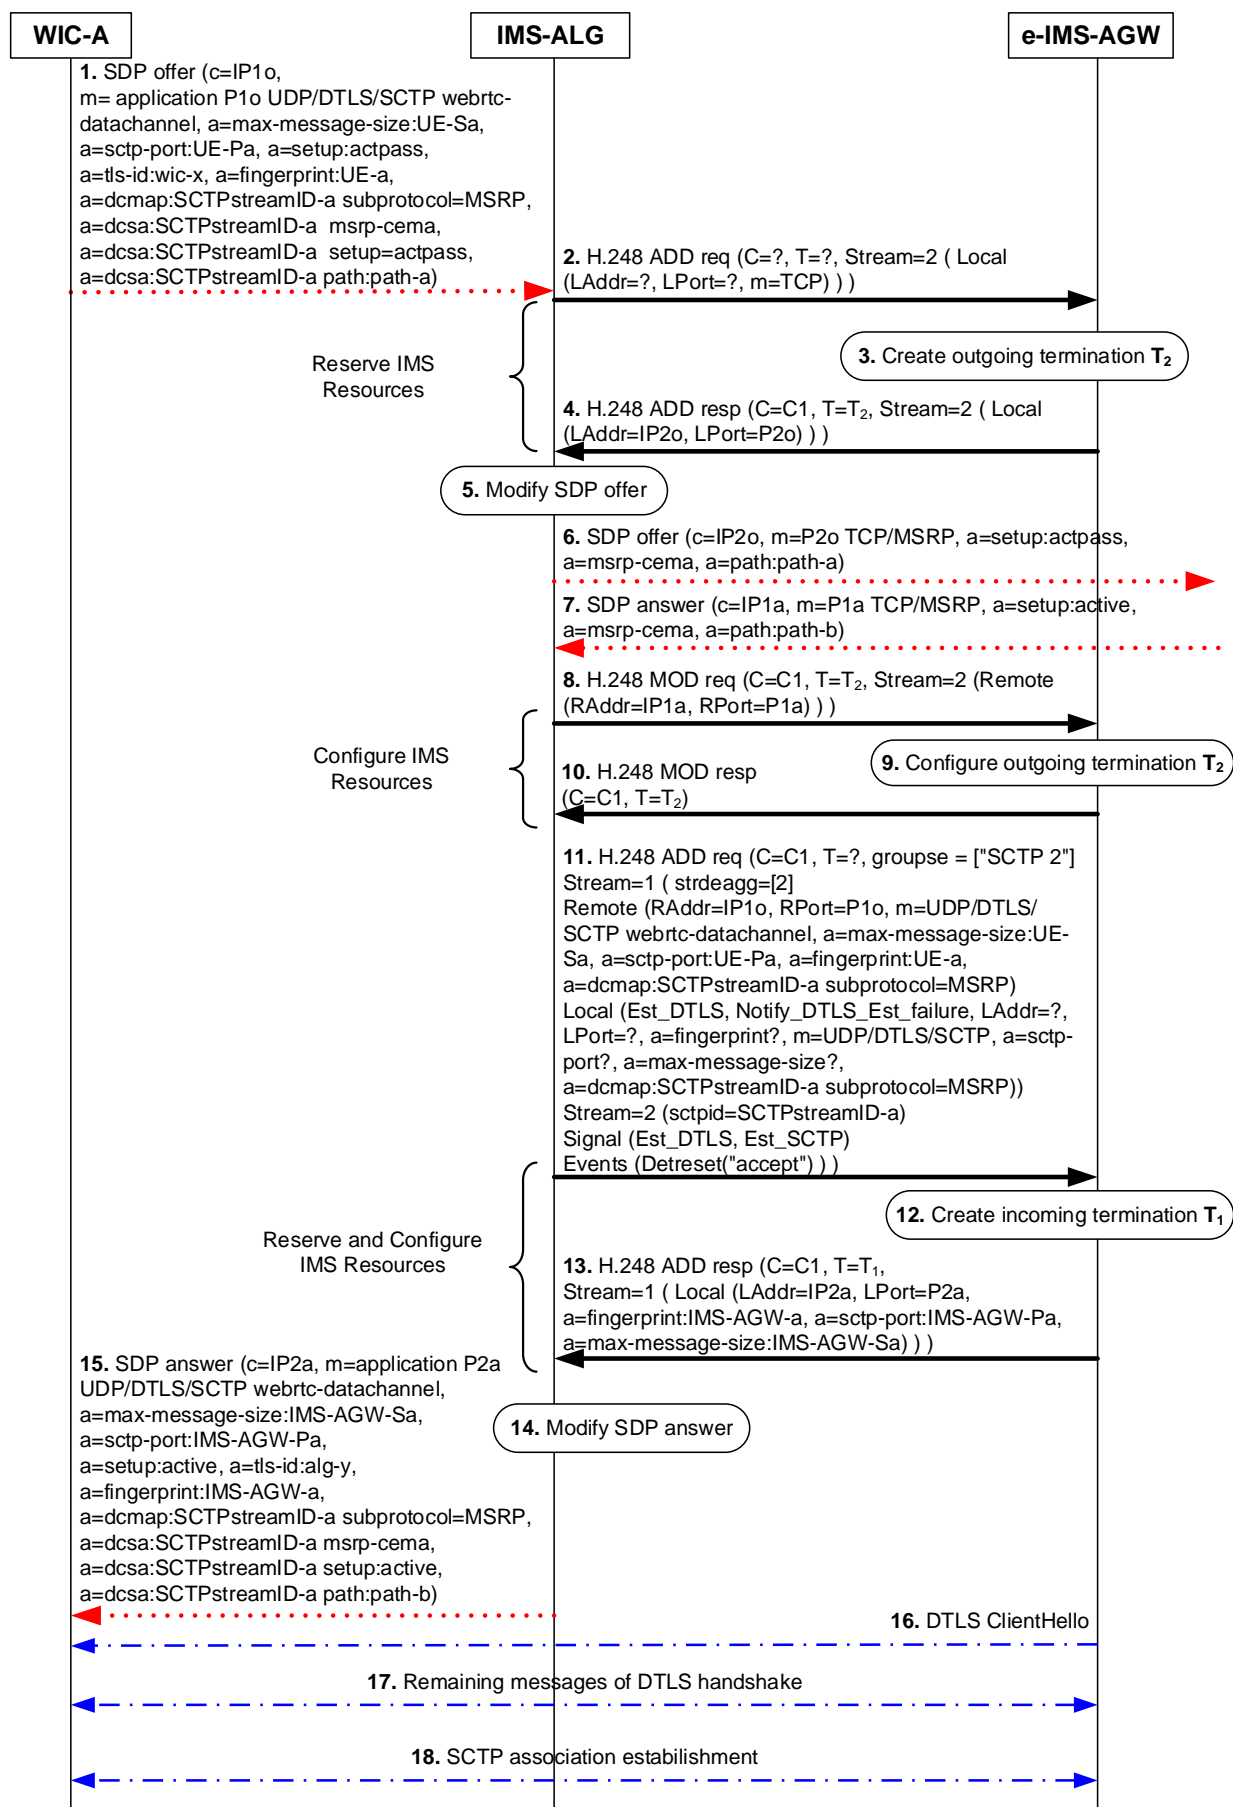 WIC-A
IMS-ALG
e-IMS-AGW
1. SDP offer (c=IP1o,
m= application P1o UDP/DTLS/SCTP webrtc-
datachannel, a=max-message-size:UE-Sa,
a=sctp-port:UE-Pa, a=setup:actpass,
a=tls-id:wic-x, a=fingerprint:UE-a,
a=dcmap:SCTPstreamID-a subprotocol=MSRP,
a=dcsa:SCTPstreamID-a  msrp-cema,
a=dcsa:SCTPstreamID-a  setup=actpass,
a=dcsa:SCTPstreamID-a path:path-a)
2. H.248 ADD req (C=?, T=?, Stream=2 ( Local
(LAddr=?, LPort=?, m=TCP) ) )
Reserve IMS
Resources
3. Create outgoing termination T2
4. H.248 ADD resp (C=C1, T=T2, Stream=2 ( Local
(LAddr=IP2o, LPort=P2o) ) )
5. Modify SDP offer
6. SDP offer (c=IP2o, m=P2o TCP/MSRP, a=setup:actpass,
a=msrp-cema, a=path:path-a)
7. SDP answer (c=IP1a, m=P1a TCP/MSRP, a=setup:active,
a=msrp-cema, a=path:path-b)
8. H.248 MOD req (C=C1, T=T2, Stream=2 (Remote
(RAddr=IP1a, RPort=P1a) ) )
Configure IMS
Resources
9. Configure outgoing termination T2
10. H.248 MOD resp
(C=C1, T=T2)
11. H.248 ADD req (C=C1, T=?, groupse = ["SCTP 2"]
Stream=1 ( strdeagg=[2]
Remote (RAddr=IP1o, RPort=P1o, m=UDP/DTLS/
SCTP webrtc-datachannel, a=max-message-size:UE-
Sa, a=sctp-port:UE-Pa, a=fingerprint:UE-a,
a=dcmap:SCTPstreamID-a subprotocol=MSRP)
Local (Est_DTLS, Notify_DTLS_Est_failure, LAddr=?,
LPort=?, a=fingerprint?, m=UDP/DTLS/SCTP, a=sctp-
port?, a=max-message-size?,
a=dcmap:SCTPstreamID-a subprotocol=MSRP))
Stream=2 (sctpid=SCTPstreamID-a)
Signal (Est_DTLS, Est_SCTP)
Events (Detreset("accept") ) )
12. Create incoming termination T1
Reserve and Configure
IMS Resources
13. H.248 ADD resp (C=C1, T=T1,
Stream=1 ( Local (LAddr=IP2a, LPort=P2a,
a=fingerprint:IMS-AGW-a, a=sctp-port:IMS-AGW-Pa,
a=max-message-size:IMS-AGW-Sa) ) )
14. Modify SDP answer
15. SDP answer (c=IP2a, m=application P2a
UDP/DTLS/SCTP webrtc-datachannel,
a=max-message-size:IMS-AGW-Sa,
a=sctp-port:IMS-AGW-Pa,
a=setup:active, a=tls-id:alg-y,
a=fingerprint:IMS-AGW-a,
a=dcmap:SCTPstreamID-a subprotocol=MSRP,
a=dcsa:SCTPstreamID-a msrp-cema,
a=dcsa:SCTPstreamID-a setup:active,
a=dcsa:SCTPstreamID-a path:path-b)
16. DTLS ClientHello
17. Remaining messages of DTLS handshake
18. SCTP association estabilishment